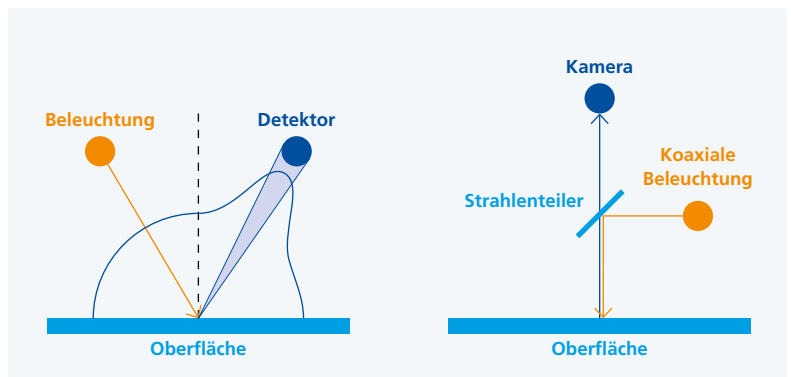 Beleuchtung
Detektor
Oberfläche
Kamera
Koaxiale
Beleuchtung
Strahlenteiler
Oberfläche